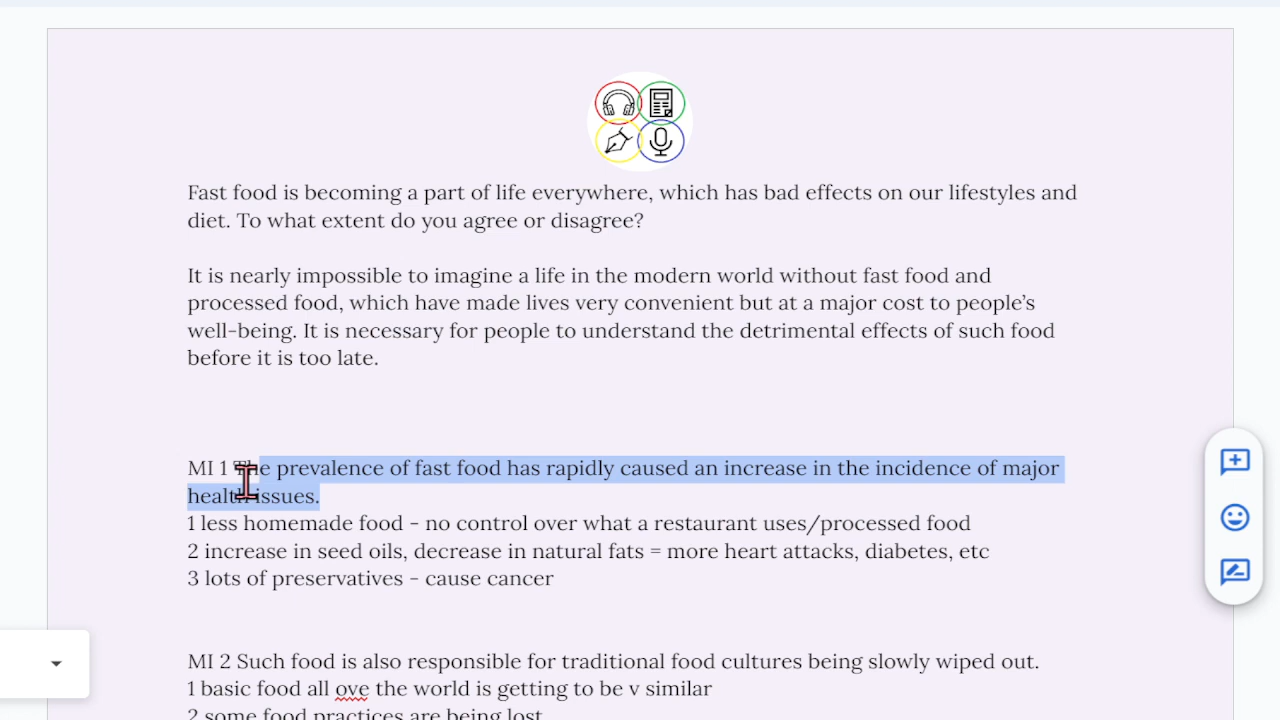 Fast food is becoming a part of life everywhere, which has bad effects on our lifestyles and
diet. To what extent do you agree or disagree?
It is nearly impossible to imagine a life in the modern world without fast food and
processed food, which have made lives very convenient but at a major cost to people’s
well-being. It is necessary for people to understand the detrimental effects of such food
before it is too late.
MI 1 The prevalence of fast food has rapidly caused an increase in the incidence of major
health issues.
1 less homemade food - no control over what a restaurant uses/processed food
2 increase in seed oils, decrease in natural fats = more heart attacks, diabetes, etc
3 lots of preservatives - cause cancer
MI 2 Such food is also responsible for traditional food cultures being slowly wiped out.
1 basic food all ove the world is getting to be v similar
2 some food practices are being lost